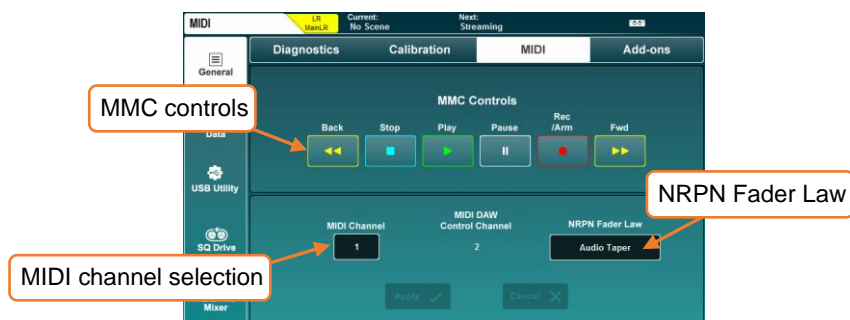 MIDI
LR
MainLR
Current:
No Scene
Next:
Streaming
Diagnostics
Calibration
MIDI
Add-ons
General
MMC controls
Data
USB Utility
SQ Drive
MIDI channel selection
Mixer
MMC Controls
Back
Stop
Play
Pause
Rec
/Arm
Fwd
NRPN Fader Law
MIDI Channel
1
MIDI DAW
Control Channel
2
NRPN Fader Law
Audio Taper
Apply
Cancel